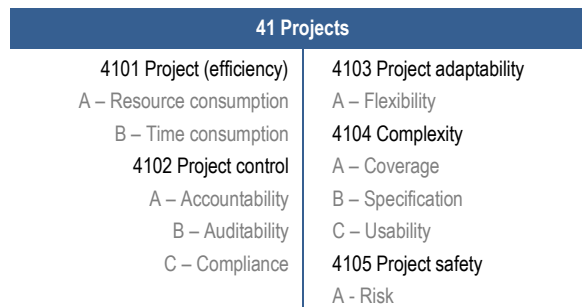 41 Projects
4101 Project (efficiency)
A – Resource consumption
B – Time consumption
4102 Project control
A – Accountability
B – Auditability
C – Compliance
4103 Project adaptability
A – Flexibility
4104 Complexity
A – Coverage
B – Specification
C – Usability
4105 Project safety
A - Risk